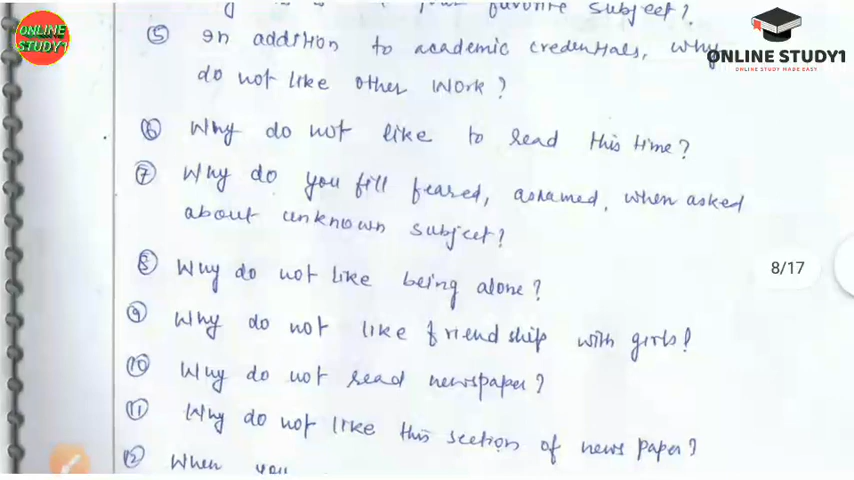 ONLINE
STUDY1
ONLINE STUDY1
ONLINE STUDY MADE EASY
your favorite subject?
5 In addition to academic credentials, why
do not like other work?
6 Why do not like to read this time?
7 Why do you fill feared, ashamed, when asked
about unknown subject?
8/17
8 Why do not like being alone?
9 Why do not like friendship with girls?
10 Why do not read newspaper?
11 Why do not like this section of news paper?
12 When you